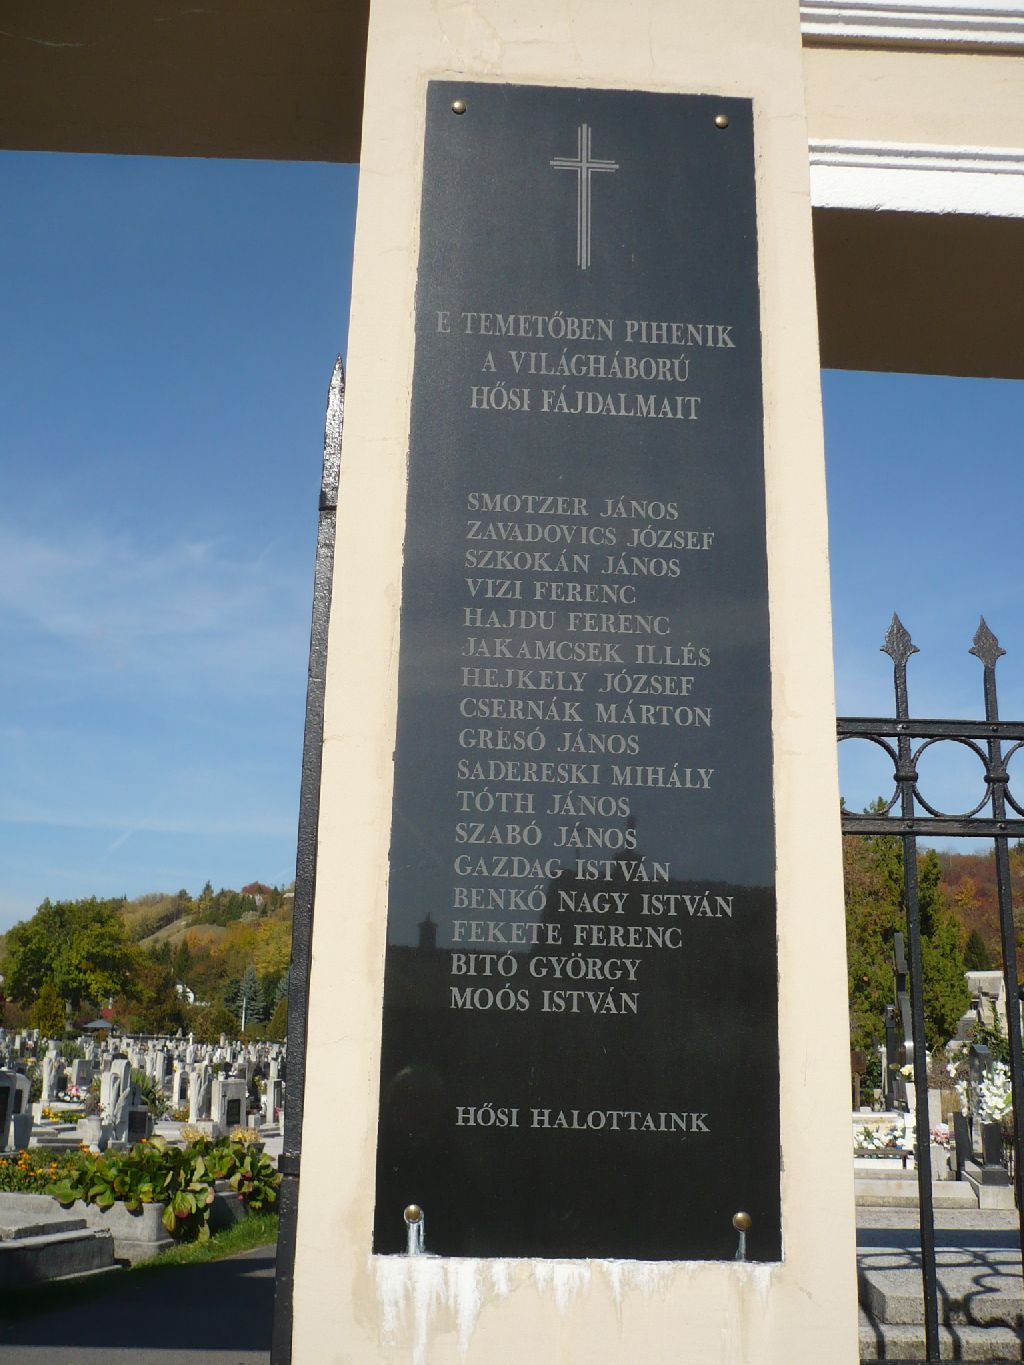 E TEMETŐBEN PIHENIK
A VILÁGHÁBORÚ
HŐSI FÁJDALMAIT
SMOTZER JÁNOS
ZAVADOVICS JÓZSEF
SZKOKÁN JÁNOS
VIZI FERENC
HAJDU FERENC
JAKAMCSEK ILLÉS
HEJKELY JÓZSEF
CSERNÁK MÁRTON
GRESÓ JÁNOS
SADERESKI MIHÁLY
TÓTH JÁNOS
SZABÓ JÁNOS
GAZDAG ISTVÁN
BENKŐ NAGY ISTVÁN
FEKETE FERENC
BITÓ GYÖRGY
MOÓS ISTVÁN
HŐSI HALOTTAINK